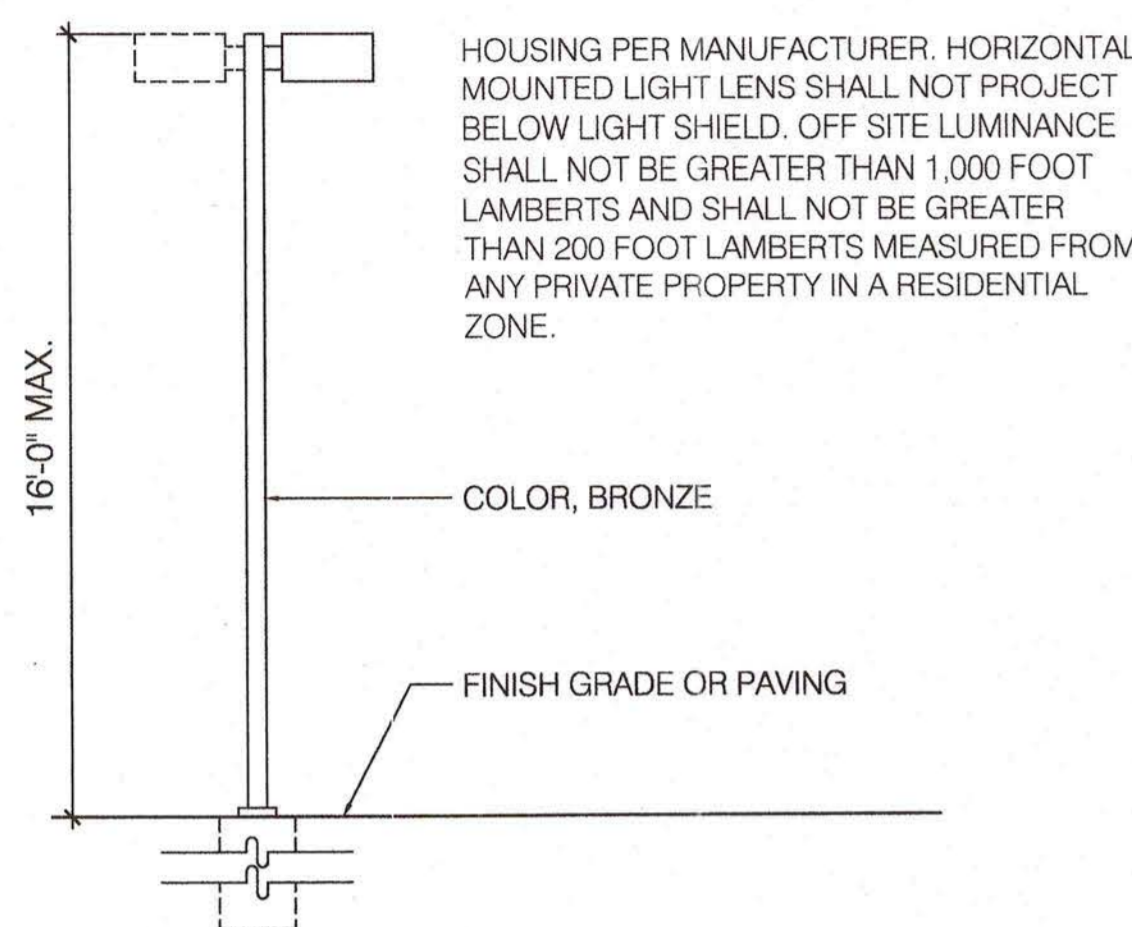 HOUSING PER MANUFACTURER. HORIZONTAL
MOUNTED LIGHT LENS SHALL NOT PROJECT
BELOW LIGHT SHIELD. OFF SITE LUMINANCE
SHALL NOT BE GREATER THAN 1,000 FOOT
LAMBERTS AND SHALL NOT BE GREATER
THAN 200 FOOT LAMBERTS MEASURED FROM
ANY PRIVATE PROPERTY IN A RESIDENTIAL
ZONE.
16'-0" MAX.
COLOR, BRONZE
FINISH GRADE OR PAVING